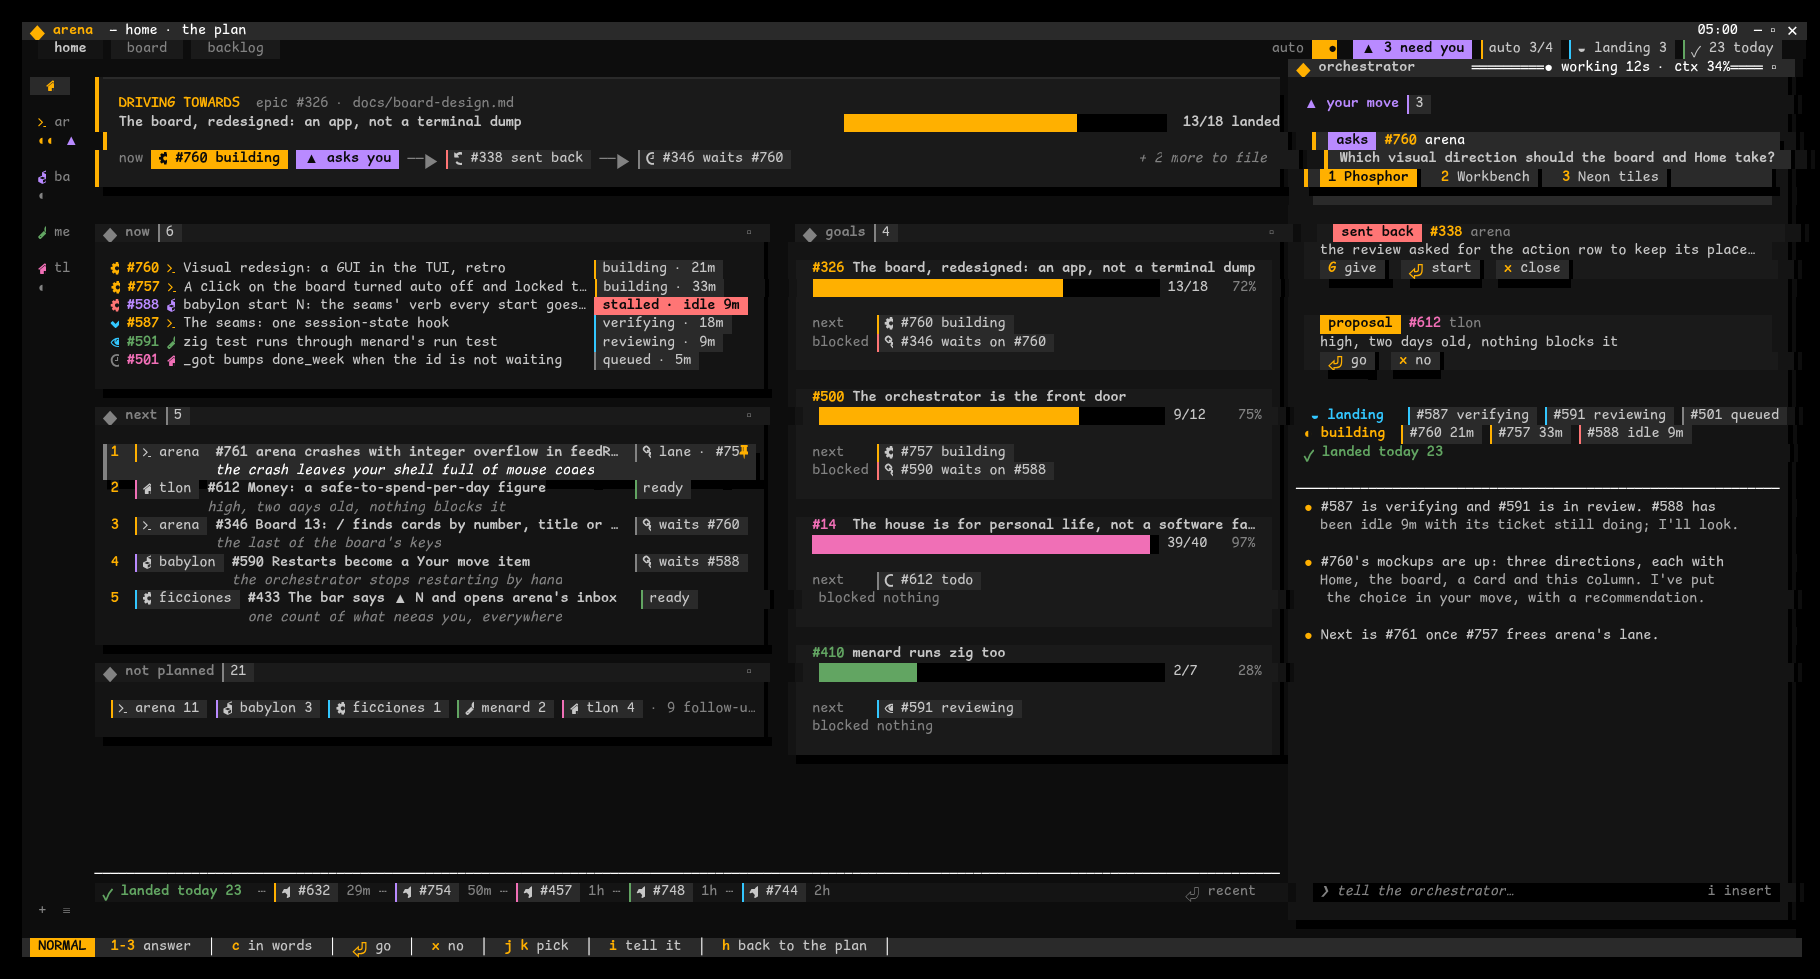 arena — home · the plan 05:00
home board backlog auto ▲ 3 need you auto 3/4 landing 3 ✓ 23 today
orchestrator working 12s · ctx 34%
DRIVING TOWARDS epic #326 · docs/board-design.md
The board, redesigned: an app, not a terminal dump 13/18 landed
now #760 building ▲ asks you #338 sent back #346 waits #760 + 2 more to file
ar
ba
me
tl
now 6
#760 Visual redesign: a GUI in the TUI, retro building · 21m
#757 A click on the board turned auto off and locked t… building · 33m
#588 babylon start N: the seams' verb every start goes… stalled · idle 9m
#587 The seams: one session-state hook verifying · 18m
#591 zig test runs through menard's run test reviewing · 9m
#501 _got bumps done_week when the id is not waiting queued · 5m
next 5
1 arena #761 arena crashes with integer overflow in feedR… lane · #757
the crash leaves your shell full of mouse codes
2 tlon #612 Money: a safe-to-spend-per-day figure ready
high, two days old, nothing blocks it
3 arena #346 Board 13: / finds cards by number, title or … waits #760
the last of the board's keys
4 babylon #590 Restarts become a Your move item waits #588
the orchestrator stops restarting by hand
5 ficciones #433 The bar says ▲ N and opens arena's inbox ready
one count of what needs you, everywhere
not planned 21
arena 11 babylon 3 ficciones 1 menard 2 tlon 4 · 9 follow-u…
goals 4
#326 The board, redesigned: an app, not a terminal dump
13/18 72%
next #760 building
blocked #346 waits on #760
#500 The orchestrator is the front door
9/12 75%
next #757 building
blocked #590 waits on #588
#14 The house is for personal life, not a software fa…
39/40 97%
next #612 todo
blocked nothing
#410 menard runs zig too
2/7 28%
next #591 reviewing
blocked nothing
✓ landed today 23 — #632 29m — #754 50m — #457 1h — #748 1h — #744 2h recent
▲ your move 3
asks #760 arena
Which visual direction should the board and Home take?
1 Phosphor 2 Workbench 3 Neon tiles
sent back #338 arena
the review asked for the action row to keep its place…
G give start x close
proposal #612 tlon
high, two days old, nothing blocks it
go x no
landing #587 verifying #591 reviewing #501 queued
building #760 21m #757 33m #588 idle 9m
✓ landed today 23
● #587 is verifying and #591 is in review. #588 has
been idle 9m with its ticket still doing; I'll look.
● #760's mockups are up: three directions, each with
Home, the board, a card and this column. I've put
the choice in your move, with a recommendation.
● Next is #761 once #757 frees arena's lane.
❯ tell the orchestrator… i insert
+ ≡
NORMAL 1-3 answer │ c in words │ go │ x no │ j k pick │ i tell it │ h back to the plan │